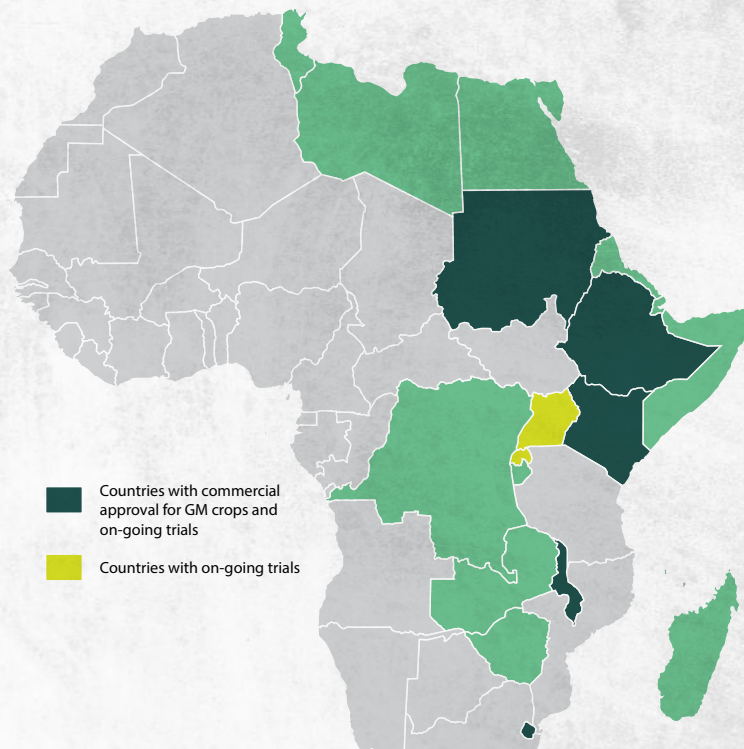 Countries with commercial
approval for GM crops and
on-going trials
Countries with on-going trials